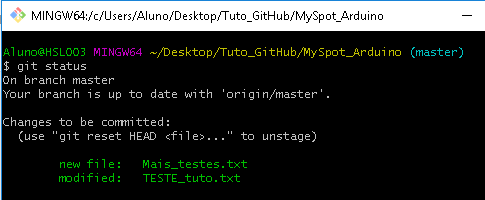 MINGW64:/c/Users/Aluno/Desktop/Tuto_GitHub/MySpot_Arduino
Aluno@HSL003 MINGW64 ~/Desktop/Tuto_GitHub/MySpot_Arduino (master)
$ git status
On branch master
Your branch is up to date with 'origin/master'.
Changes to be committed:
(use "git reset HEAD <file>..." to unstage)
new file:   Mais_testes.txt
modified:   TESTE_tuto.txt